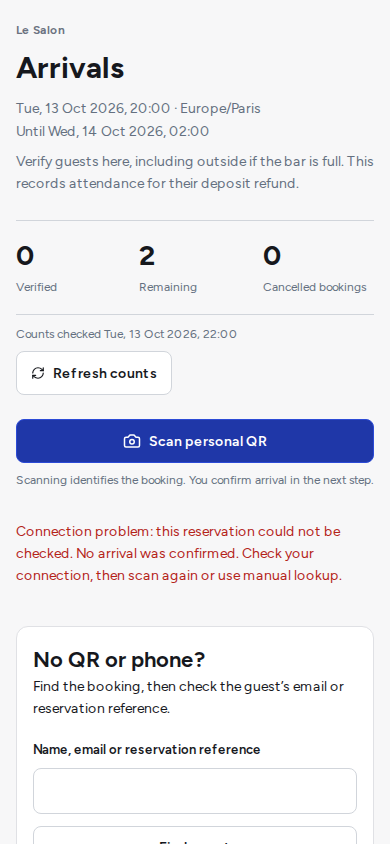 Le Salon
Arrivals
Tue, 13 Oct 2026, 20:00 · Europe/Paris
Until Wed, 14 Oct 2026, 02:00
Verify guests here, including outside if the bar is full. This
records attendance for their deposit refund.
0 2 0
Verified Remaining Cancelled bookings
Counts checked Tue, 13 Oct 2026, 22:00
Refresh counts
Scan personal QR
Scanning identifies the booking. You confirm arrival in the next step.
Connection problem: this reservation could not be
checked. No arrival was confirmed. Check your
connection, then scan again or use manual lookup.
No QR or phone?
Find the booking, then check the guest’s email or
reservation reference.
Name, email or reservation reference